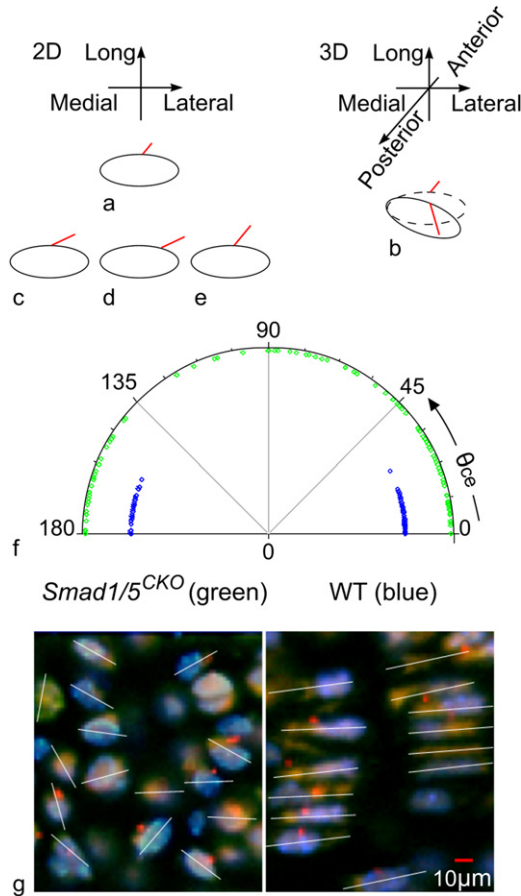 2D Long
Medial Lateral
a
3D Long
Anterior
Medial Lateral
Posterior
b
c d e
90
135 45
θce
180 0
0
f
Smad1/5CKO (green) WT (blue)
g
10µm